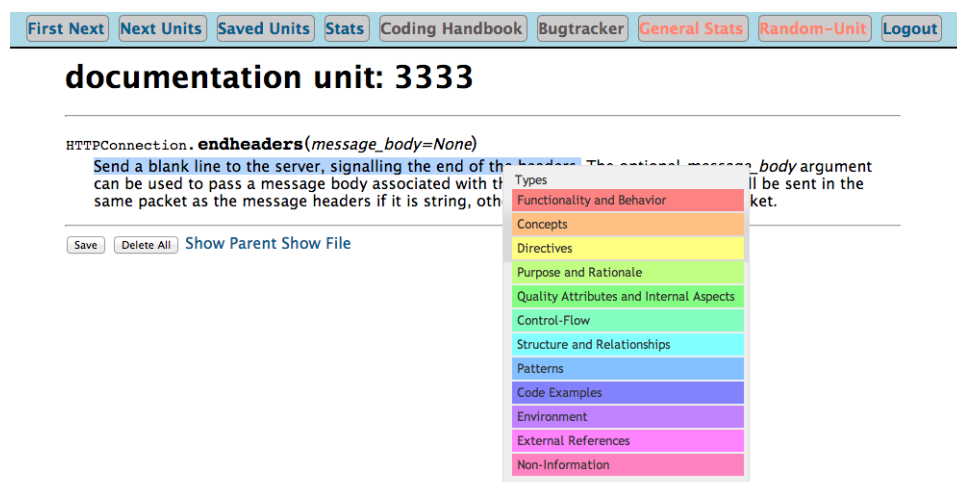 First Next Next Units Saved Units Stats Coding Handbook Bugtracker General Stats Random-Unit Logout
documentation unit: 3333
HTTPConnection.endheaders(message_body=None)
Send a blank line to the server, signalling the end of the headers. The optional message_body argument
can be used to pass a message body associated with th ll be sent in the
same packet as the message headers if it is string, oth ket.
Save Delete All Show Parent Show File
Types
Functionality and Behavior
Concepts
Directives
Purpose and Rationale
Quality Attributes and Internal Aspects
Control-Flow
Structure and Relationships
Patterns
Code Examples
Environment
External References
Non-Information